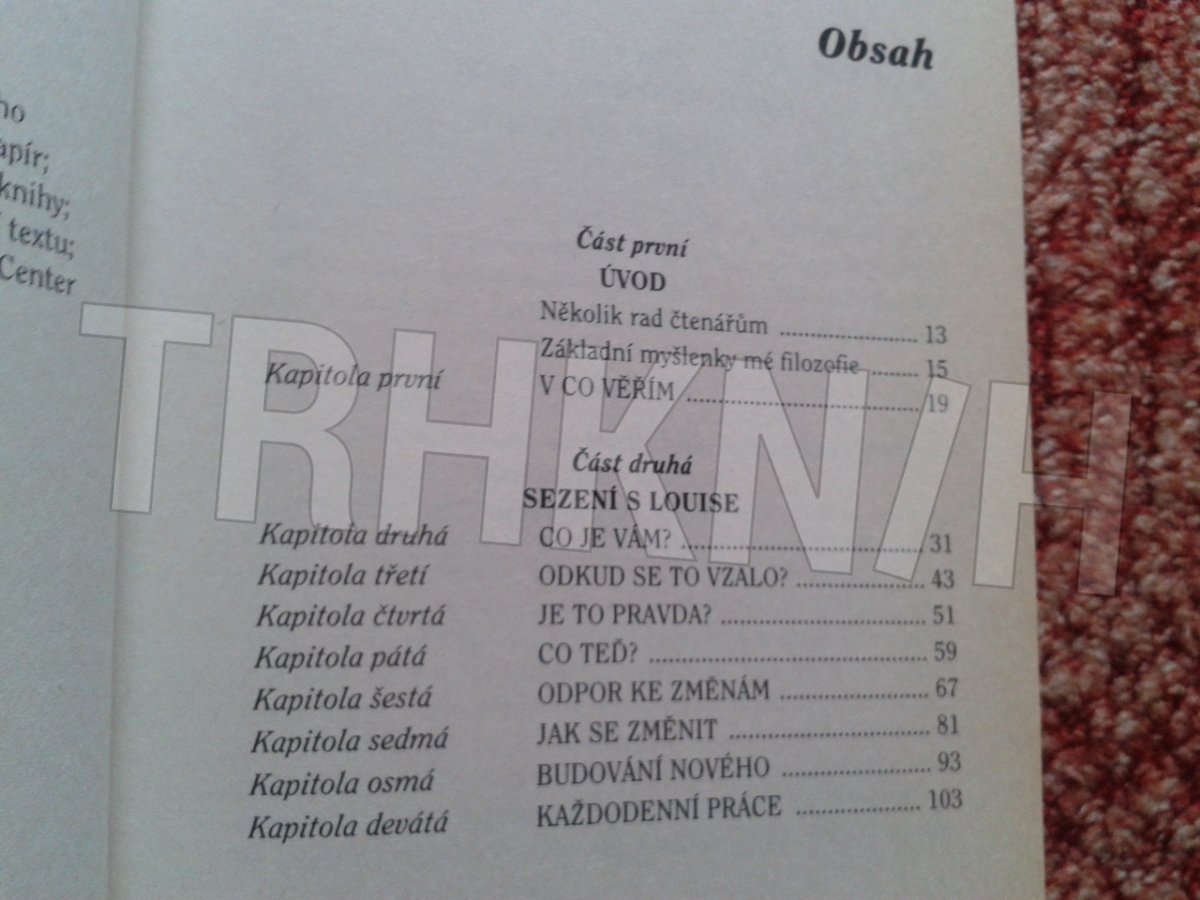 ho
apír;
knihy;
í textu;
Center
Obsah
Část první
ÚVOD
Několik rad čtenářům ........................ 13
Základní myšlenky mé filozofie ........ 15
Kapitola první V CO VĚŘÍM ........................................ 19
Část druhá
SEZENÍ S LOUISE
Kapitola druhá CO JE VÁM? ........................................ 31
Kapitola třetí ODKUD SE TO VZALO? ...................... 43
Kapitola čtvrtá JE TO PRAVDA? ................................... 51
Kapitola pátá CO TEĎ? ............................................... 59
Kapitola šestá ODPOR KE ZMĚNÁM ......................... 67
Kapitola sedmá JAK SE ZMĚNIT .................................. 81
Kapitola osmá BUDOVÁNÍ NOVÉHO ......................... 93
Kapitola devátá KAŽDODENNÍ PRÁCE ..................... 103
TRHKNIH